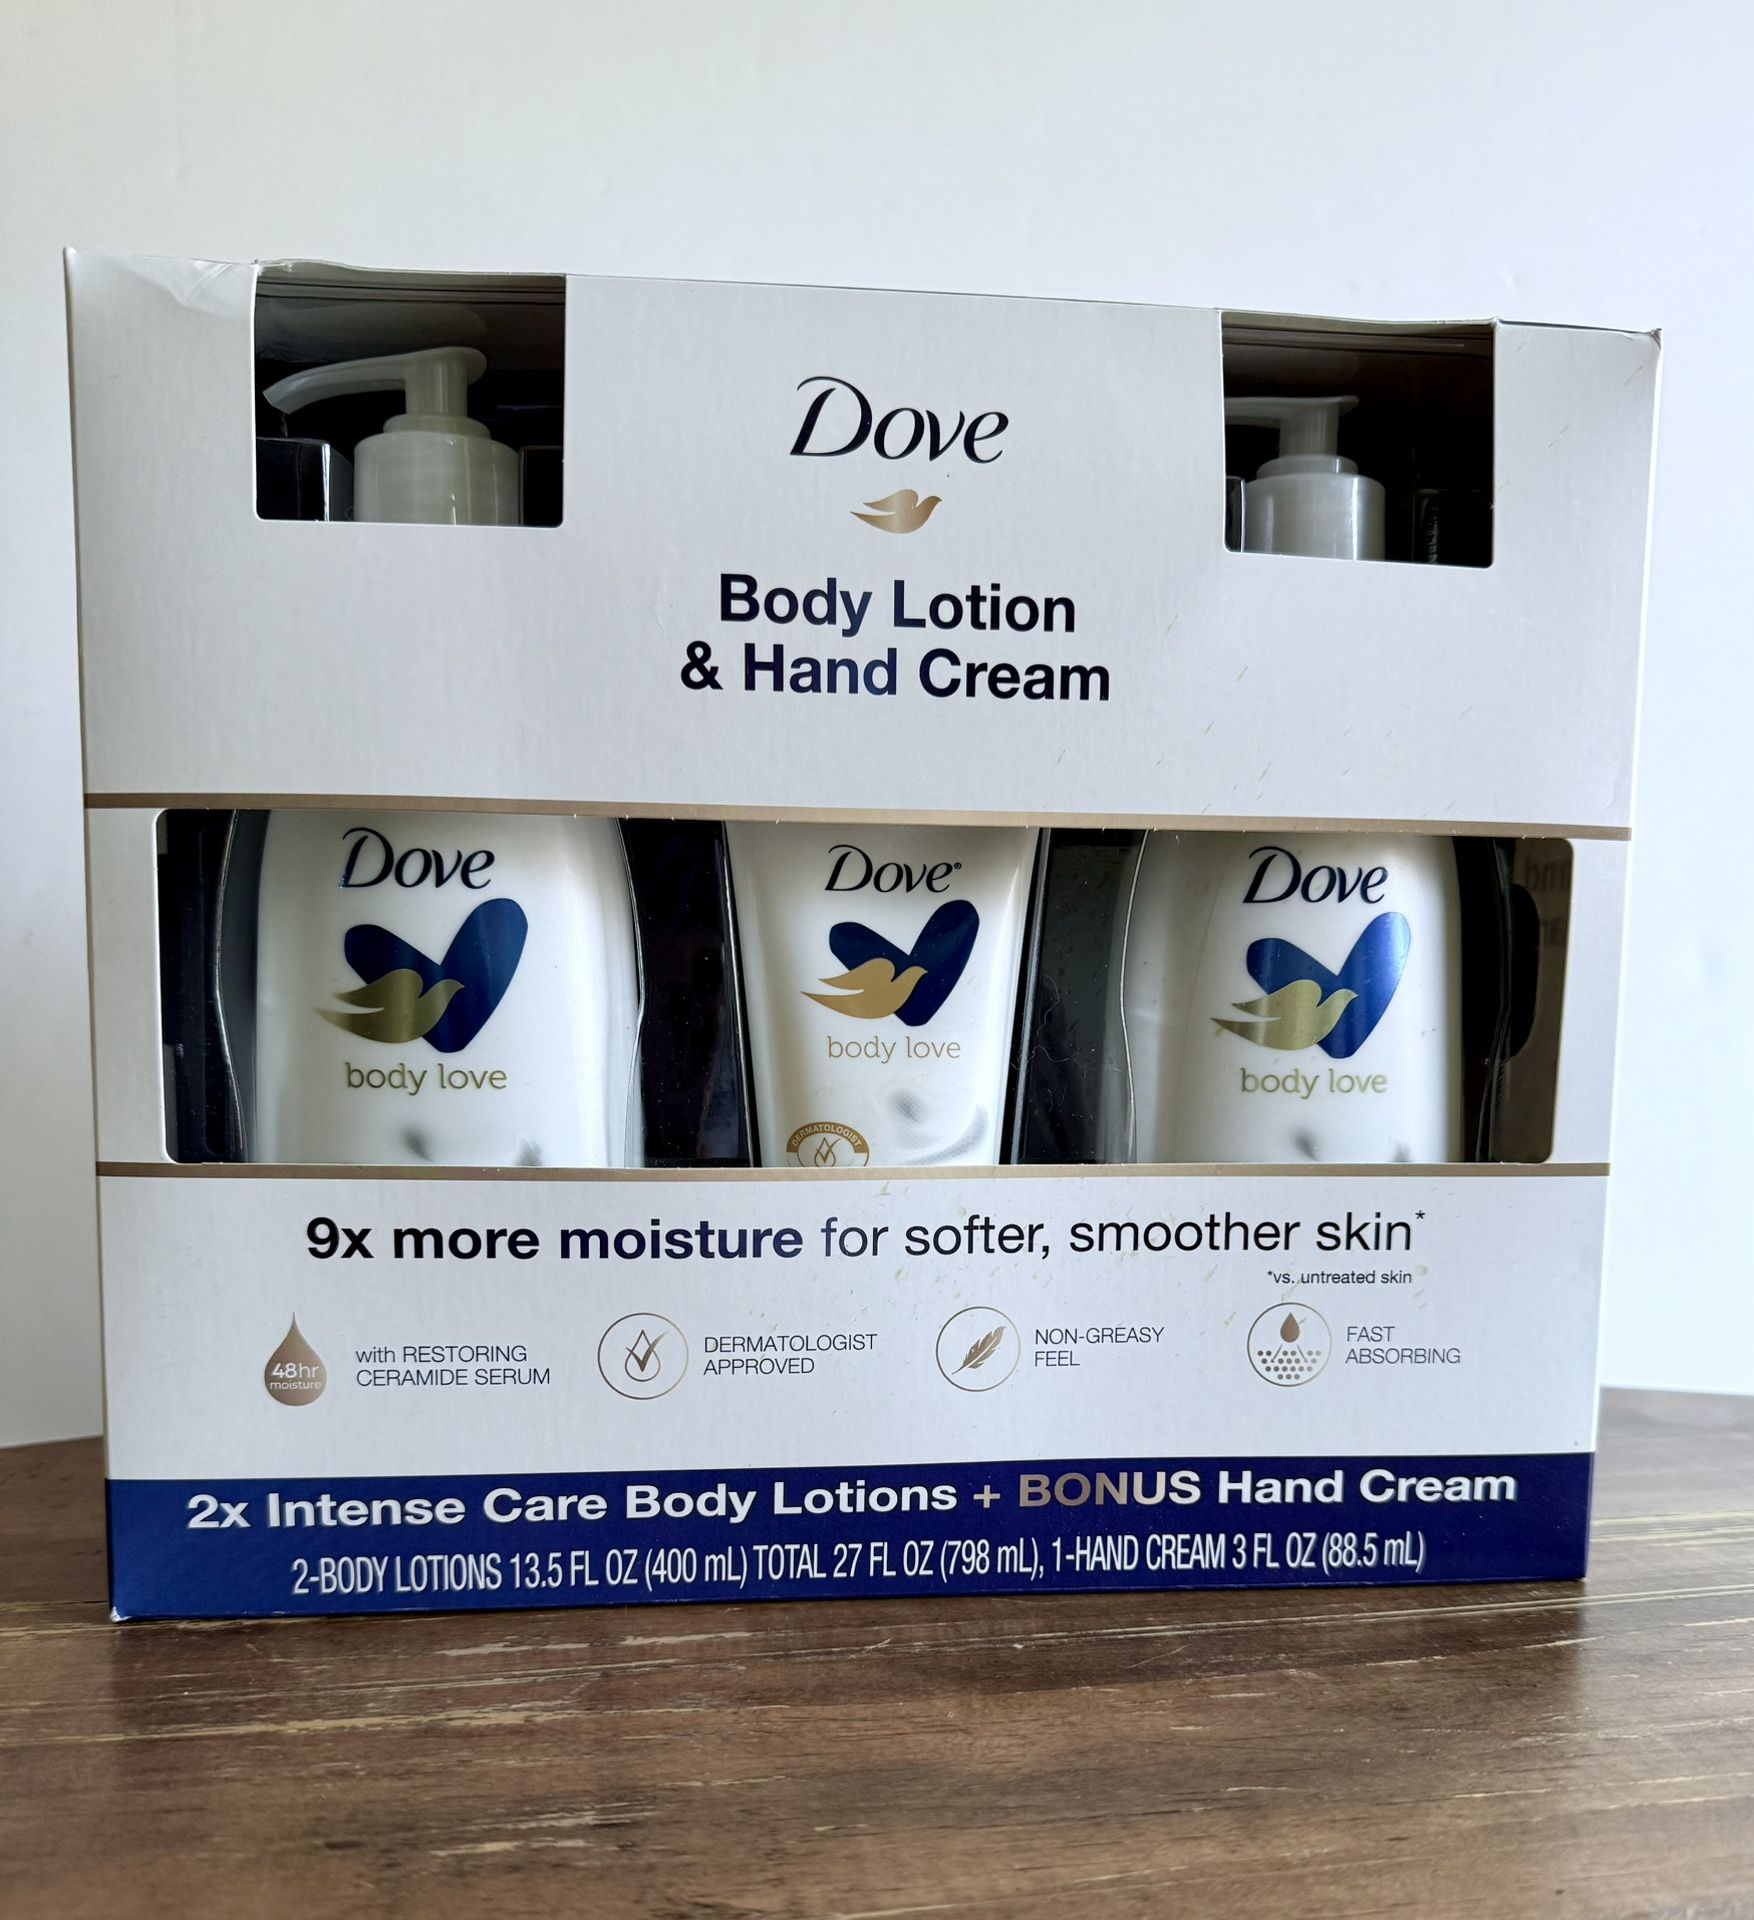 Dove
Body Lotion
& Hand Cream
Dove
body love
Dove®
body love
DERMATOLOGIST
Dove
body love
9x more moisture for softer, smoother skin*
*vs. untreated skin
48hr
moisture
with RESTORING
CERAMIDE SERUM
DERMATOLOGIST
APPROVED
NON-GREASY
FEEL
FAST
ABSORBING
2x Intense Care Body Lotions + BONUS Hand Cream
2-BODY LOTIONS 13.5 FL OZ (400 mL) TOTAL 27 FL OZ (798 mL), 1-HAND CREAM 3 FL OZ (88.5 mL)